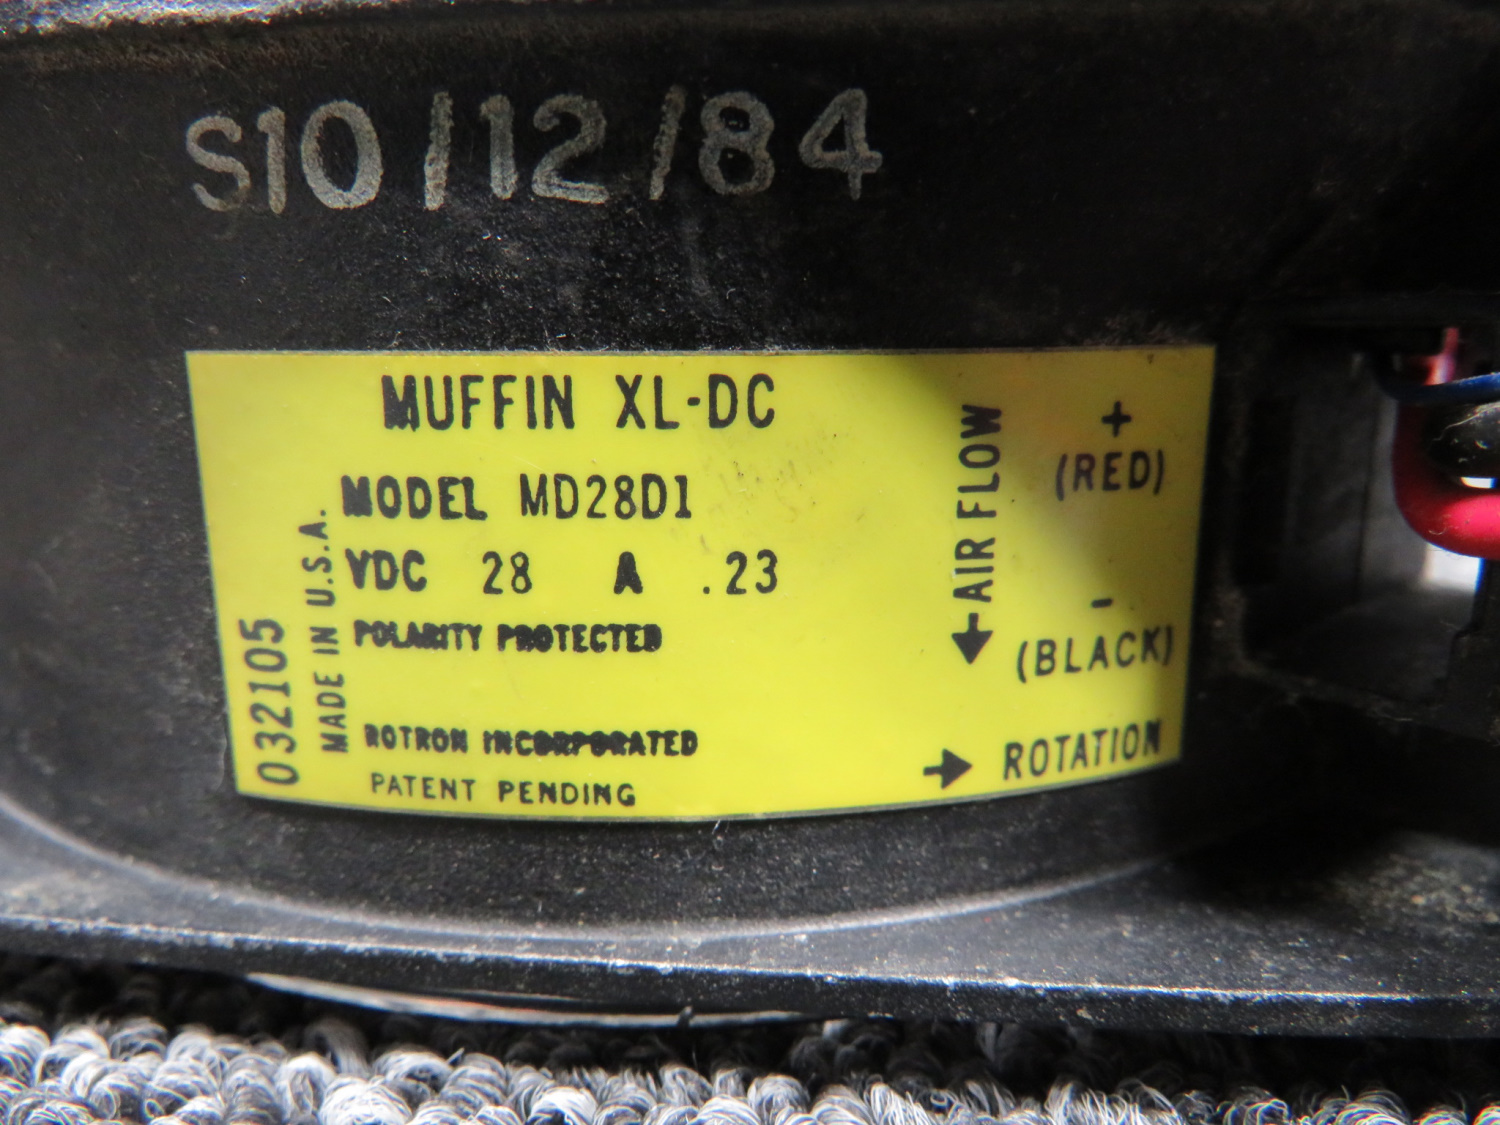 S10/12/84
MUFFIN XL-DC
MODEL MD28D1
VDC 28 A .23
POLARITY PROTECTED
ROTRON INCORPORATED
PATENT PENDING
032105
MADE IN U.S.A.
←AIR FLOW
+
(RED)
-
(BLACK)
→ ROTATION